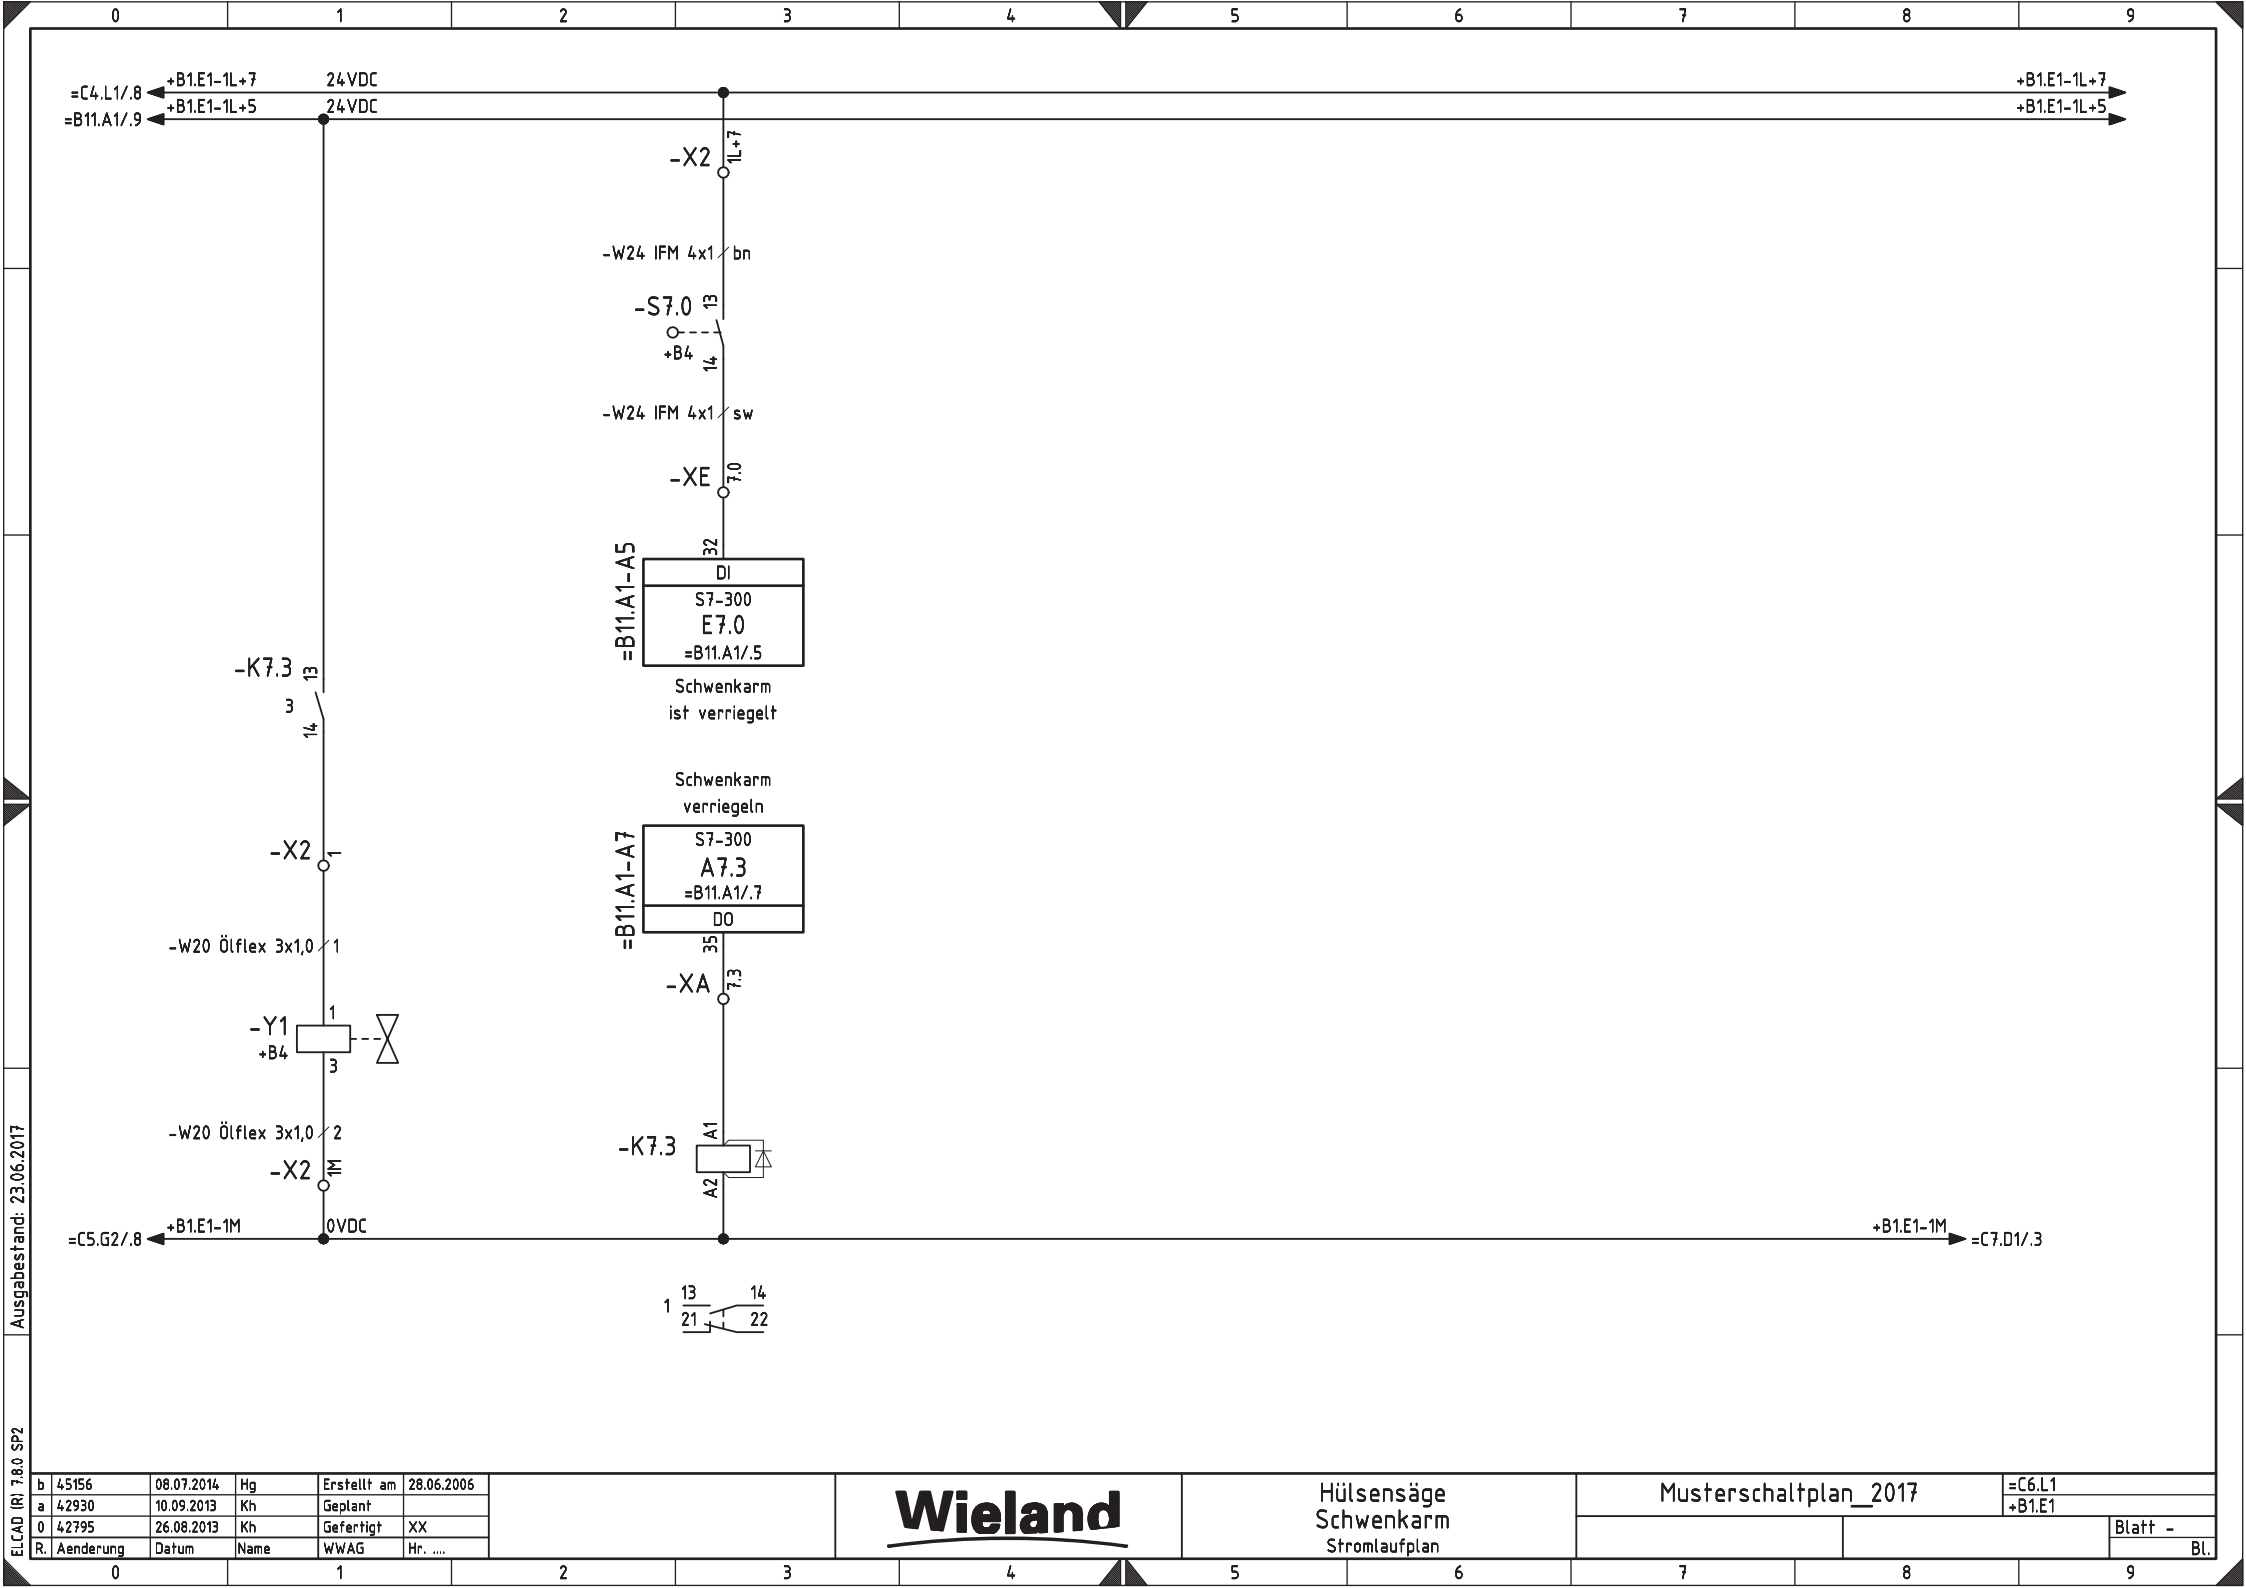 0 1 2 3 4 5 6 7 8 9
+B1.E1-1L+7 24VDC +B1.E1-1L+7
=C4.L1/.8
+B1.E1-1L+5 24VDC +B1.E1-1L+5
=B11.A1/.9
-X2 1L+7
-W24 IFM 4x1 bn
-S7.0 13
+B4
14
-W24 IFM 4x1 sw
-XE 7.0
32
=B11.A1-A5
DI
S7-300
E7.0
=B11.A1/.5
Schwenkarm
ist verriegelt
-K7.3 13
3
14
Schwenkarm
verriegeln
=B11.A1-A7
S7-300
A7.3
=B11.A1/.7
DO
35
-XA 7.3
-X2 1
-W20 Ölflex 3x1,0 1
-Y1 1
+B4
3
-W20 Ölflex 3x1,0 2
-X2 1M
-K7.3 A1
A2
+B1.E1-1M 0VDC +B1.E1-1M
=C5.G2/.8 =C7.D1/.3
13 14
1
21 22
Ausgabestand: 23.06.2017
ELCAD (R) 7.8.0 SP2
b 45156 08.07.2014 Hg Erstellt am 28.06.2006
a 42930 10.09.2013 Kh Geplant
0 42795 26.08.2013 Kh Gefertigt XX
R. Aenderung Datum Name WWAG Hr. ....
Wieland
Hülsensäge
Schwenkarm
Stromlaufplan
Musterschaltplan_2017
=C6.L1
+B1.E1
Blatt -
Bl.
0 1 2 3 4 5 6 7 8 9